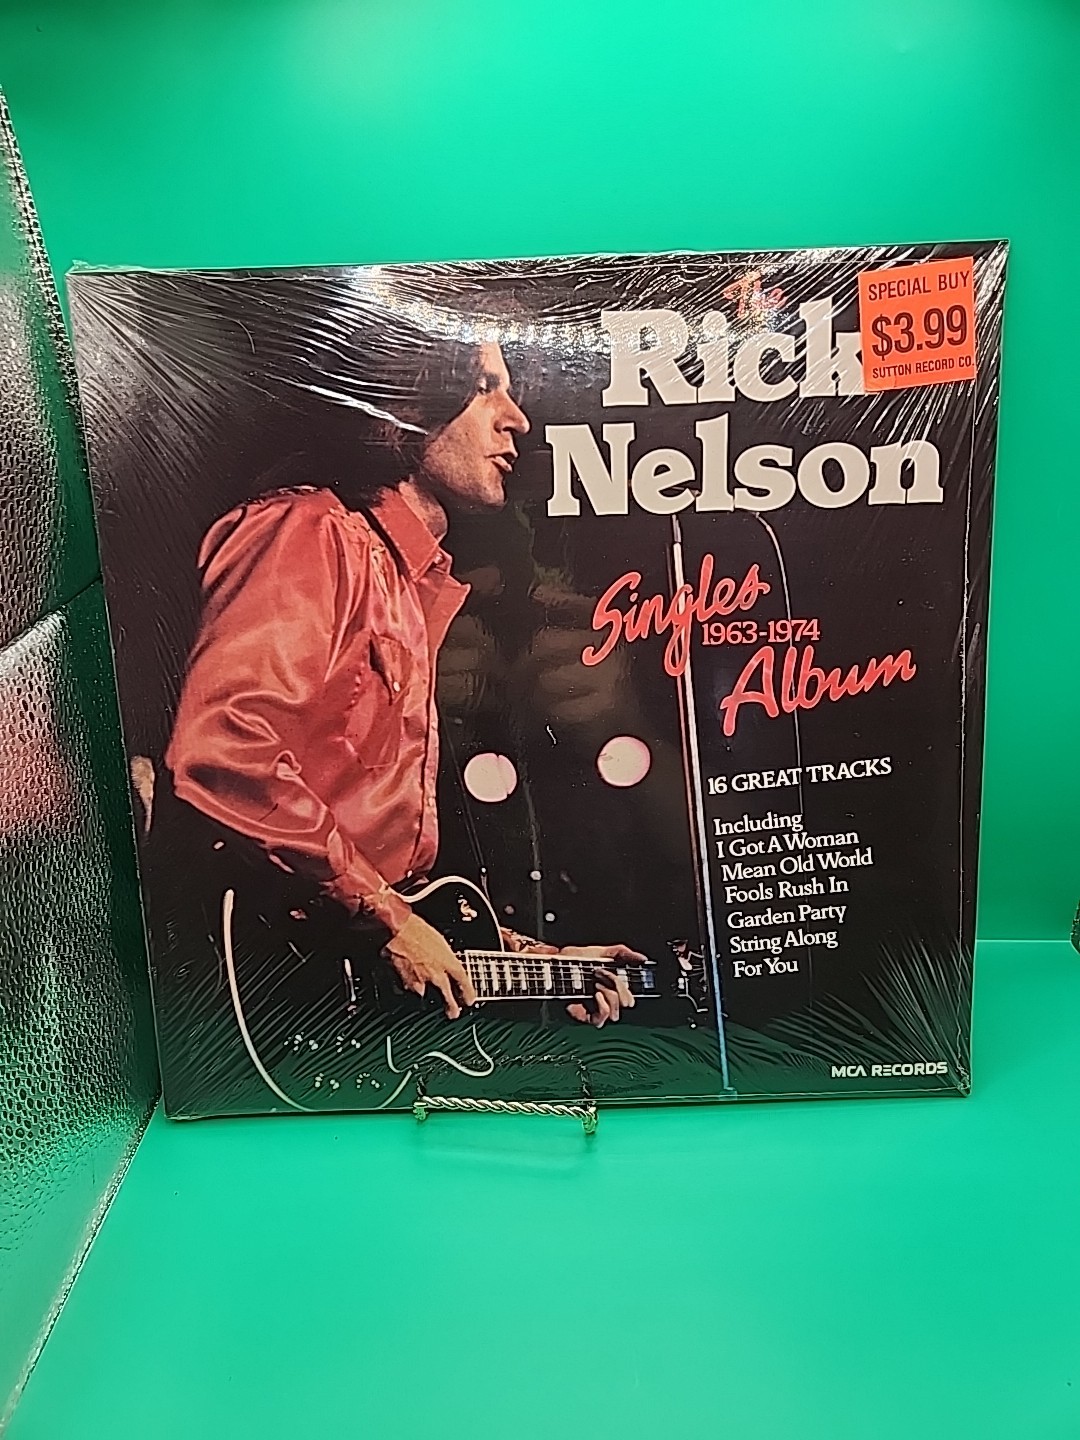 The
Rick
Nelson
SPECIAL BUY
$3.99
SUTTON RECORD CO.
Singles
1963-1974
Album
16 GREAT TRACKS
Including
I Got A Woman
Mean Old World
Fools Rush In
Garden Party
String Along
For You
MCA RECORDS